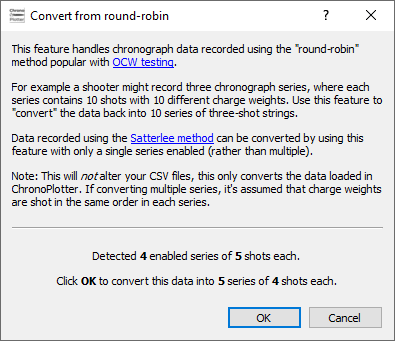 Convert from round-robin
This feature handles chronograph data recorded using the "round-robin"
method popular with OCW testing.
For example a shooter might record three chronograph series, where each
series contains 10 shots with 10 different charge weights. Use this feature to
"convert" the data back into 10 series of three-shot strings.
Data recorded using the Satterlee method can be converted by using this
feature with only a single series enabled (rather than multiple).
Note: This will not alter your CSV files, this only converts the data loaded in
ChronoPlotter. If converting multiple series, it's assumed that charge weights
are shot in the same order in each series.
Detected 4 enabled series of 5 shots each.
Click OK to convert this data into 5 series of 4 shots each.
OK
Cancel